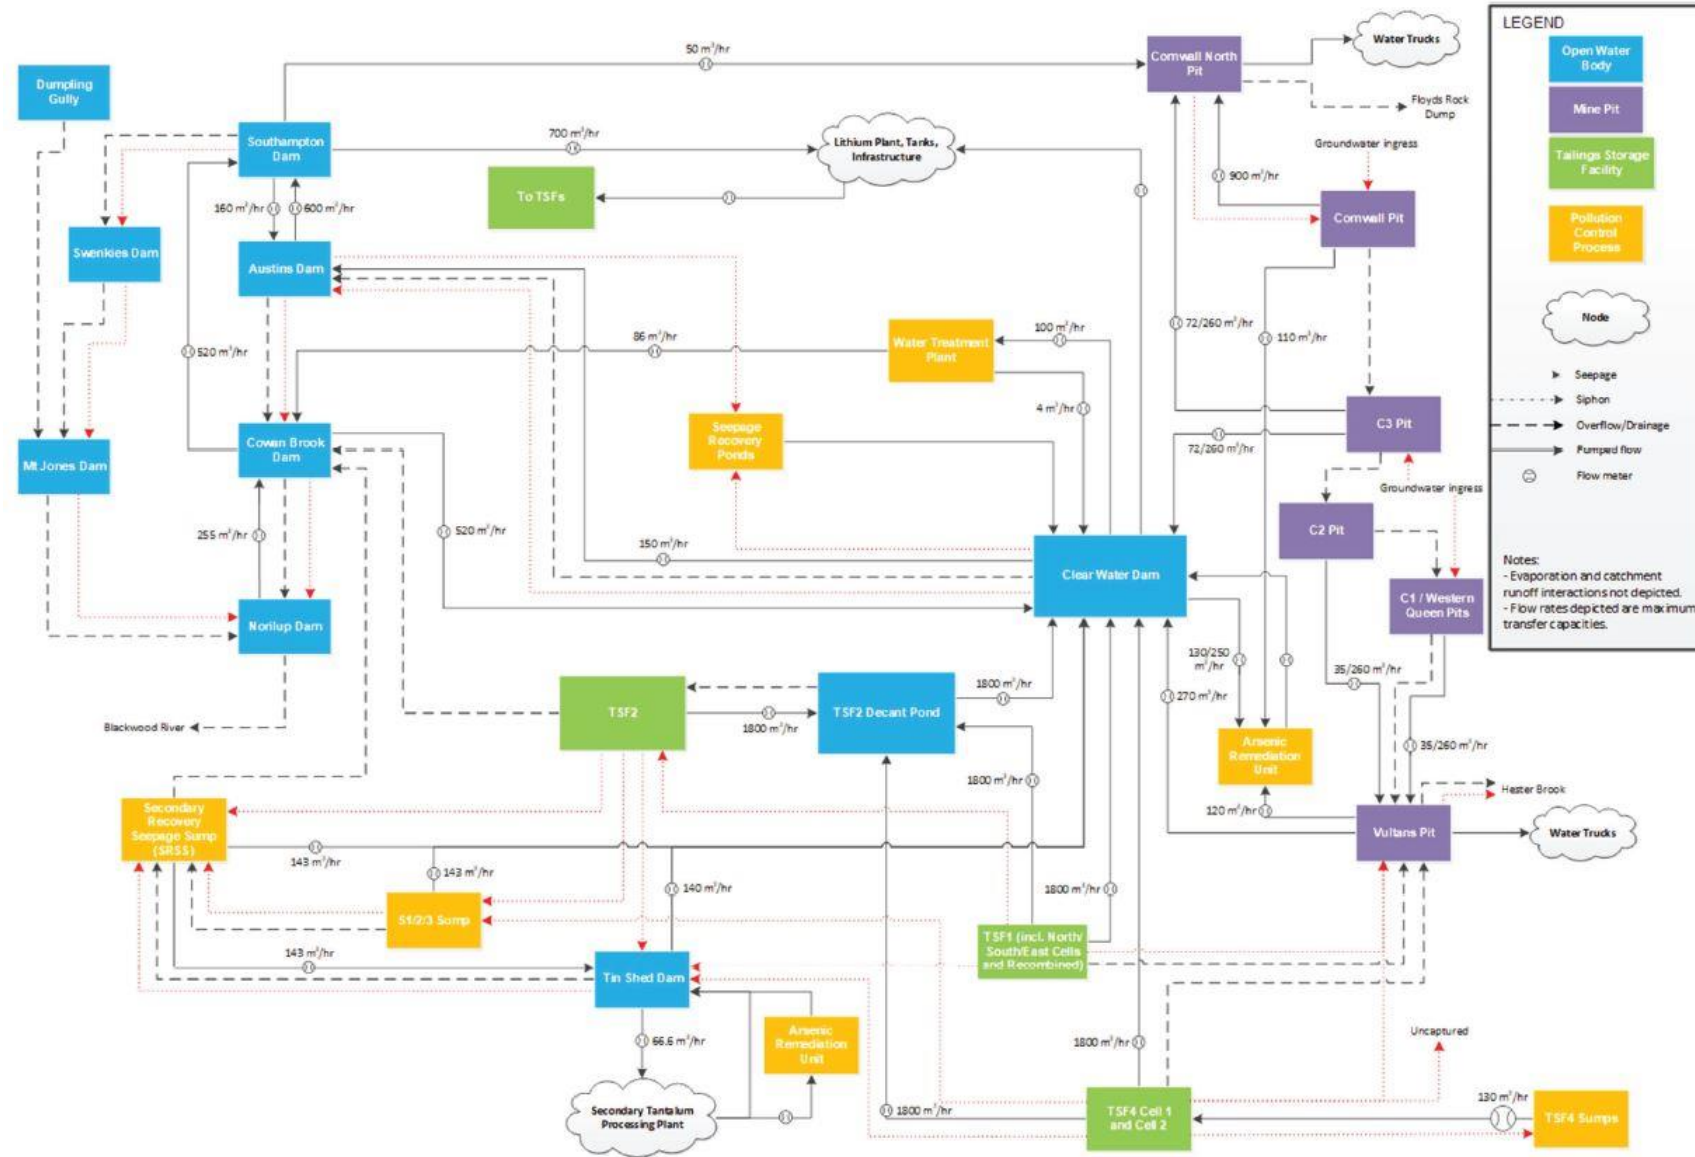 LEGEND
Open Water
Body
Mine Pit
Tailings Storage
Facility
Pollution
Control
Process
Node
Seepage
Siphon
Overflow/Drainage
Pumped flow
Flow meter
Notes:
- Evaporation and catchment
runoff interactions not depicted.
- Flow rates depicted are maximum
transfer capacities.
Dumpling
Gully
50 m³/hr
Cornwall North
Pit
Water Trucks
Floyds Rock
Dump
Southampton
Dam
700 m³/hr
Lithium Plant, Tanks,
Infrastructure
Groundwater ingress
To TSFs
900 m³/hr
160 m³/hr
600 m³/hr
Cornwall Pit
Swenkies Dam
Austins Dam
520 m³/hr
86 m³/hr
Water Treatment
Plant
100 m³/hr
72/260 m³/hr
110 m³/hr
4 m³/hr
C3 Pit
Seepage
Recovery
Ponds
72/260 m³/hr
Mt Jones Dam
Cowan Brook
Dam
Groundwater ingress
255 m³/hr
520 m³/hr
150 m³/hr
C2 Pit
Clear Water Dam
C1 / Western
Queen Pits
Norilup Dam
130/250
m³/hr
35/260 m³/hr
270 m³/hr
1800 m³/hr
TSF2
1800 m³/hr
TSF2 Decant Pond
Blackwood River
Arsenic
Remediation
Unit
35/260 m³/hr
1800 m³/hr
Hester Brook
120 m³/hr
Vultans Pit
Water Trucks
Secondary
Recovery
Seepage Sump
(SRSS)
143 m³/hr
143 m³/hr
140 m³/hr
1800 m³/hr
S1/2/3 Sump
TSF1 (incl. North/
South/East Cells
and Recombined)
143 m³/hr
Tin Shed Dam
66.6 m³/hr
Arsenic
Remediation
Unit
1800 m³/hr
Uncaptured
Secondary Tantalum
Processing Plant
1800 m³/hr
TSF4 Cell 1
and Cell 2
130 m³/hr
TSF4 Sumps